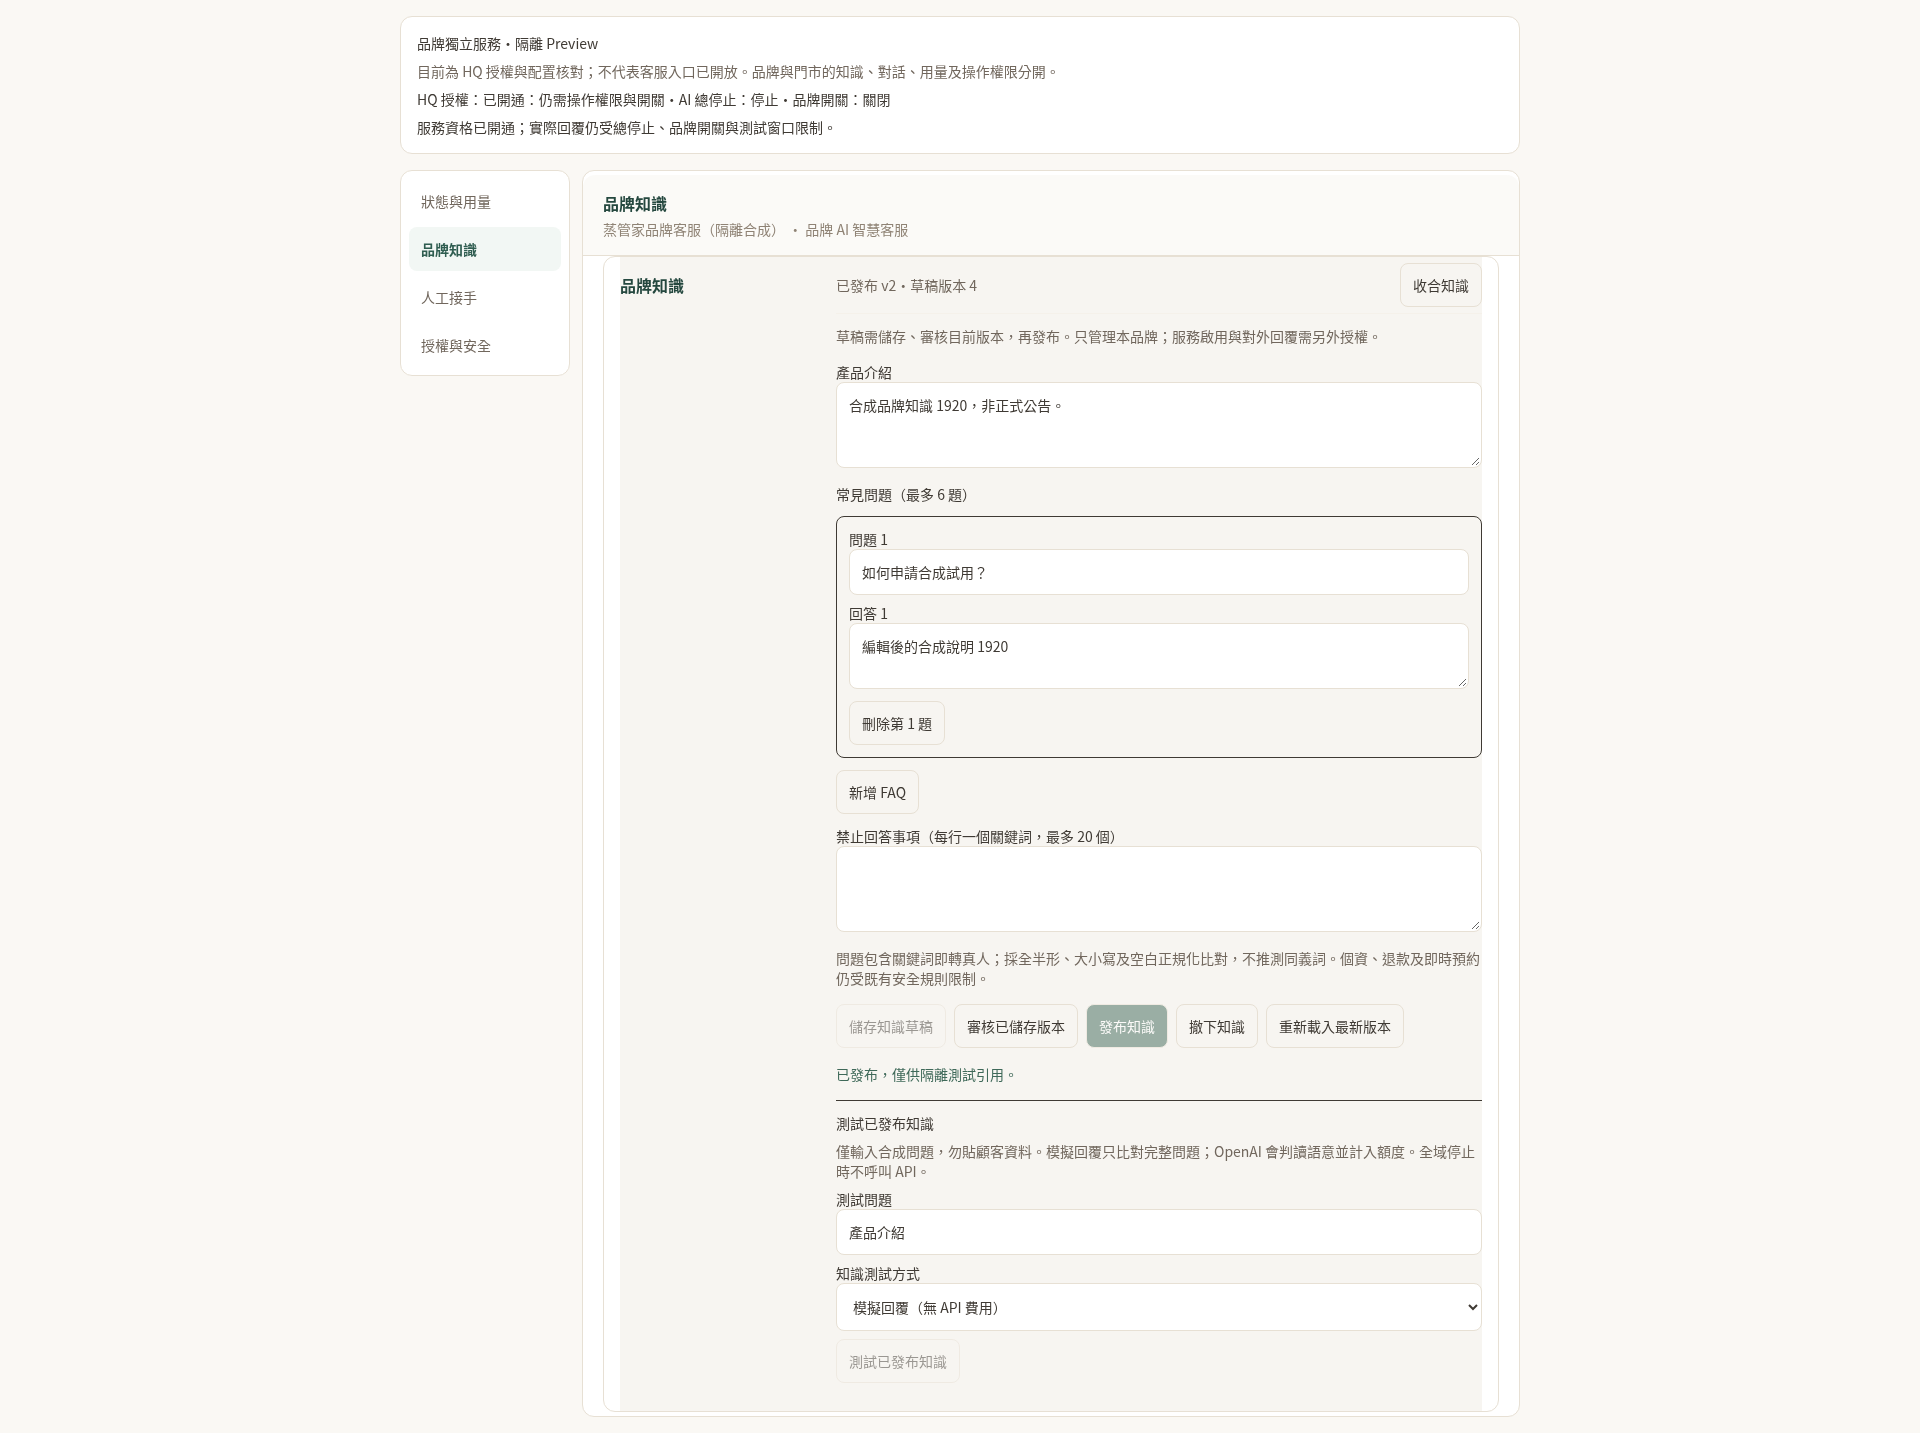 品牌獨立服務・隔離 Preview
目前為 HQ 授權與配置核對；不代表客服入口已開放。品牌與門市的知識、對話、用量及操作權限分開。
HQ 授權：已開通：仍需操作權限與開關・AI 總停止：停止・品牌開關：關閉
服務資格已開通；實際回覆仍受總停止、品牌開關與測試窗口限制。
狀態與用量
品牌知識
人工接手
授權與安全
品牌知識
蒸管家品牌客服（隔離合成） ・ 品牌 AI 智慧客服
品牌知識
已發布 v2・草稿版本 4
收合知識
草稿需儲存、審核目前版本，再發布。只管理本品牌；服務啟用與對外回覆需另外授權。
產品介紹
合成品牌知識 1920，非正式公告。
常見問題（最多 6 題）
問題 1
如何申請合成試用？
回答 1
編輯後的合成說明 1920
刪除第 1 題
新增 FAQ
禁止回答事項（每行一個關鍵詞，最多 20 個）
問題包含關鍵詞即轉真人；採全半形、大小寫及空白正規化比對，不推測同義詞。個資、退款及即時預約
仍受既有安全規則限制。
儲存知識草稿
審核已儲存版本
發布知識
撤下知識
重新載入最新版本
已發布，僅供隔離測試引用。
測試已發布知識
僅輸入合成問題，勿貼顧客資料。模擬回覆只比對完整問題；OpenAI 會判讀語意並計入額度。全域停止
時不呼叫 API。
測試問題
產品介紹
知識測試方式
模擬回覆（無 API 費用）
測試已發布知識